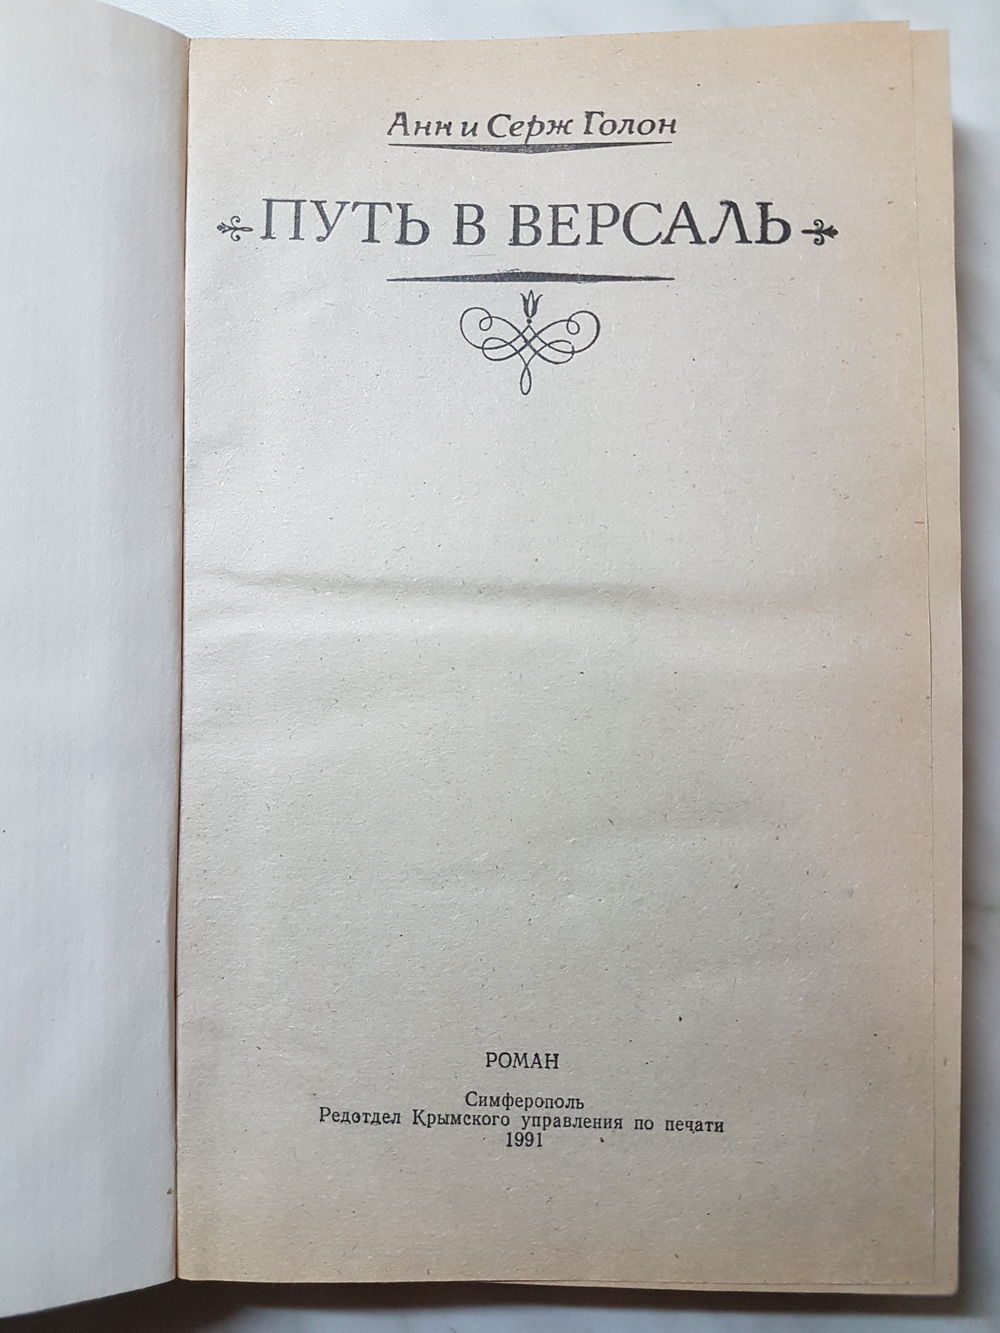 Анн и Серж Голон
ПУТЬ В ВЕРСАЛЬ
РОМАН
Симферополь
Редотдел Крымского управления по печати
1991